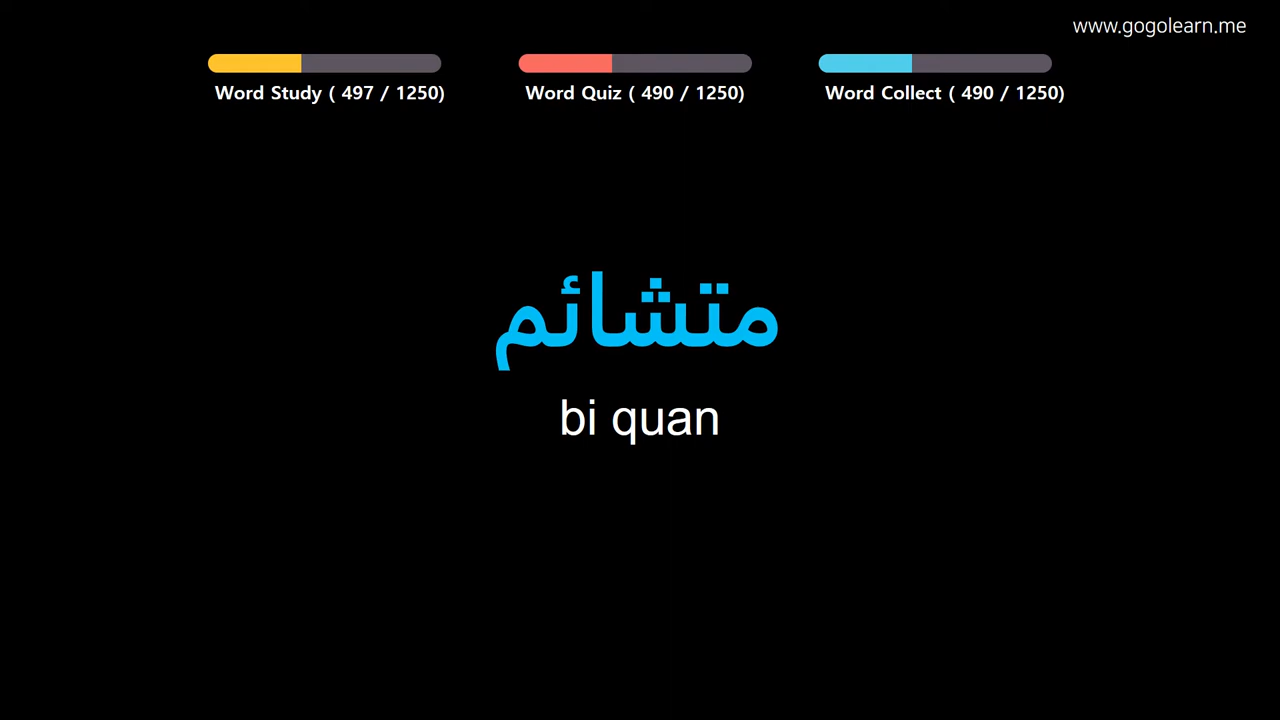 www.gogolearn.me
Word Study ( 497 / 1250)
Word Quiz ( 490 / 1250)
Word Collect ( 490 / 1250)
متشائم
bi quan